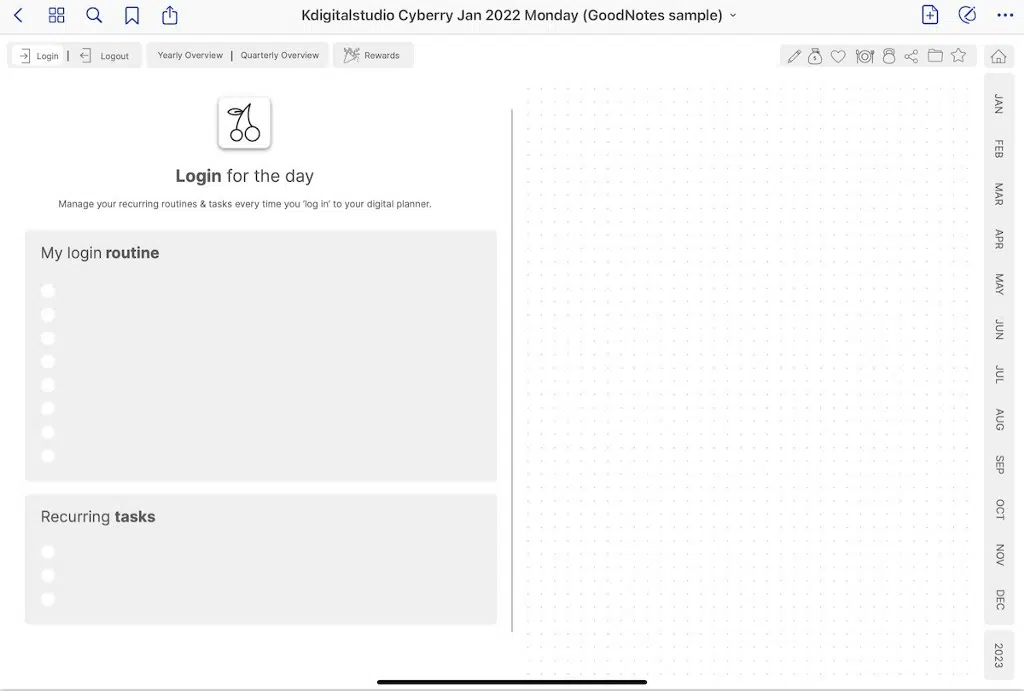 Kdigitalstudio Cyberry Jan 2022 Monday (GoodNotes sample)
Login | Logout
Yearly Overview | Quarterly Overview
Rewards
Login for the day
Manage your recurring routines & tasks every time you 'log in' to your digital planner.
My login routine
Recurring tasks
JAN
FEB
MAR
APR
MAY
JUN
JUL
AUG
SEP
OCT
NOV
DEC
2023